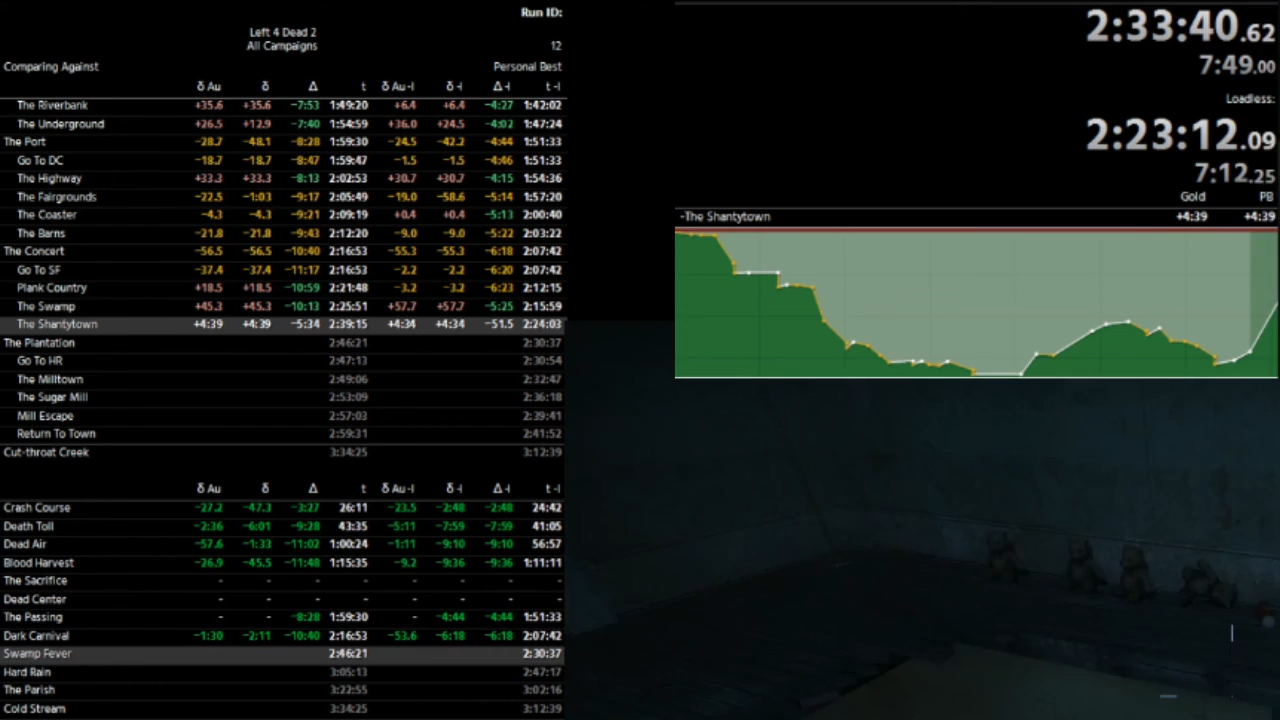 Run ID:
Left 4 Dead 2
All Campaigns
12
Comparing Against Personal Best
δ Au δ Δ t δ Au -l δ -l Δ -l t -l
The Riverbank +35.6 +35.6 −7:53 1:49:20 +6.4 +6.4 −4:27 1:42:02
The Underground +26.5 +12.9 −7:40 1:54:59 +36.0 +24.5 −4:02 1:47:24
The Port −28.7 −48.1 −8:28 1:59:30 −24.5 −42.2 −4:44 1:51:33
Go To DC −18.7 −18.7 −8:47 1:59:47 −1.5 −1.5 −4:46 1:51:33
The Highway +33.3 +33.3 −8:13 2:02:53 +30.7 +30.7 −4:15 1:54:36
The Fairgrounds −22.5 −1:03 −9:17 2:05:49 −19.0 −58.6 −5:14 1:57:20
The Coaster −4.3 −4.3 −9:21 2:09:19 +0.4 +0.4 −5:13 2:00:40
The Barns −21.8 −21.8 −9:43 2:12:20 −9.0 −9.0 −5:22 2:03:22
The Concert −56.5 −56.5 −10:40 2:16:53 −55.3 −55.3 −6:18 2:07:42
Go To SF −37.4 −37.4 −11:17 2:16:53 −2.2 −2.2 −6:20 2:07:42
Plank Country +18.5 +18.5 −10:59 2:21:48 −3.2 −3.2 −6:23 2:12:15
The Swamp +45.3 +45.3 −10:13 2:25:51 +57.7 +57.7 −5:25 2:15:59
The Shantytown +4:39 +4:39 −5:34 2:39:15 +4:34 +4:34 −51.5 2:24:03
The Plantation 2:46:21 2:30:37
Go To HR 2:47:13 2:30:54
The Milltown 2:49:06 2:32:47
The Sugar Mill 2:53:09 2:36:18
Mill Escape 2:57:03 2:39:41
Return To Town 2:59:31 2:41:52
Cut-throat Creek 3:34:25 3:12:39
δ Au δ Δ t δ Au -l δ -l Δ -l t -l
Crash Course −27.2 −47.3 −3:27 26:11 −23.5 −2:48 −2:48 24:42
Death Toll −2:36 −6:01 −9:28 43:35 −5:11 −7:59 −7:59 41:05
Dead Air −57.6 −1:33 −11:02 1:00:24 −1:11 −9:10 −9:10 56:57
Blood Harvest −26.9 −45.5 −11:48 1:15:35 −9.2 −9:36 −9:36 1:11:11
The Sacrifice - - - - - - - -
Dead Center - - - - - - - -
The Passing - - −8:28 1:59:30 - −4:44 −4:44 1:51:33
Dark Carnival −1:30 −2:11 −10:40 2:16:53 −53.6 −6:18 −6:18 2:07:42
Swamp Fever 2:46:21 2:30:37
Hard Rain 3:05:13 2:47:17
The Parish 3:22:55 3:02:16
Cold Stream 3:34:25 3:12:39
2:33:40.62
7:49.00
Loadless:
2:23:12.09
7:12.25
Gold PB
-The Shantytown +4:39 +4:39